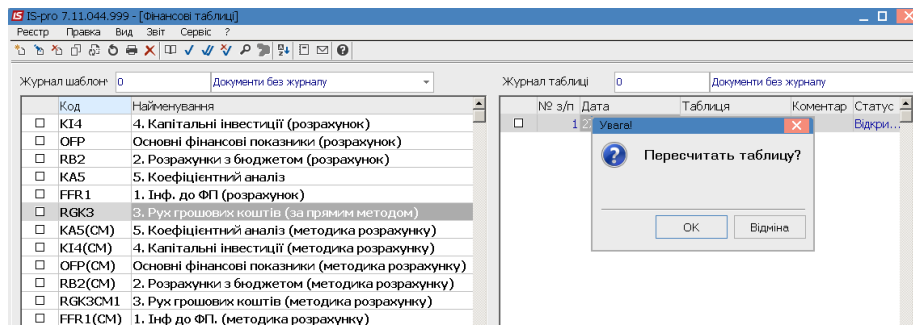 IS-pro 7.11.044.999 - [Фінансові таблиці]
Реєстр Правка Вид Звіт Сервіс ?
Журнал шаблон 0 Документи без журналу
Журнал таблиці 0 Документи без журналу
Код Найменування
KI4 4. Капітальні інвестиції (розрахунок)
OFP Основні фінансові показники (розрахунок)
RB2 2. Розрахунки з бюджетом (розрахунок)
KA5 5. Коефіцієнтний аналіз
FFR1 1. Інф. до ФП (розрахунок)
RGK3 3. Рух грошових коштів (за прямим методом)
KA5(CM) 5. Коефіцієнтний аналіз (методика розрахунку)
KI4(CM) 4. Капітальні інвестиції (методика розрахунку)
OFP(CM) Основні фінансові показники (методика розрахунку)
RB2(CM) 2. Розрахунки з бюджетом (методика розрахунку)
RGK3CM1 3. Рух грошових коштів (методика розрахунку)
FFR1(CM) 1. Інф до ФП. (методика розрахунку)
№ з/п Дата Таблиця Коментар Статус
1 Відкри...
Увага!
Пересчитать таблицу?
OK Відміна